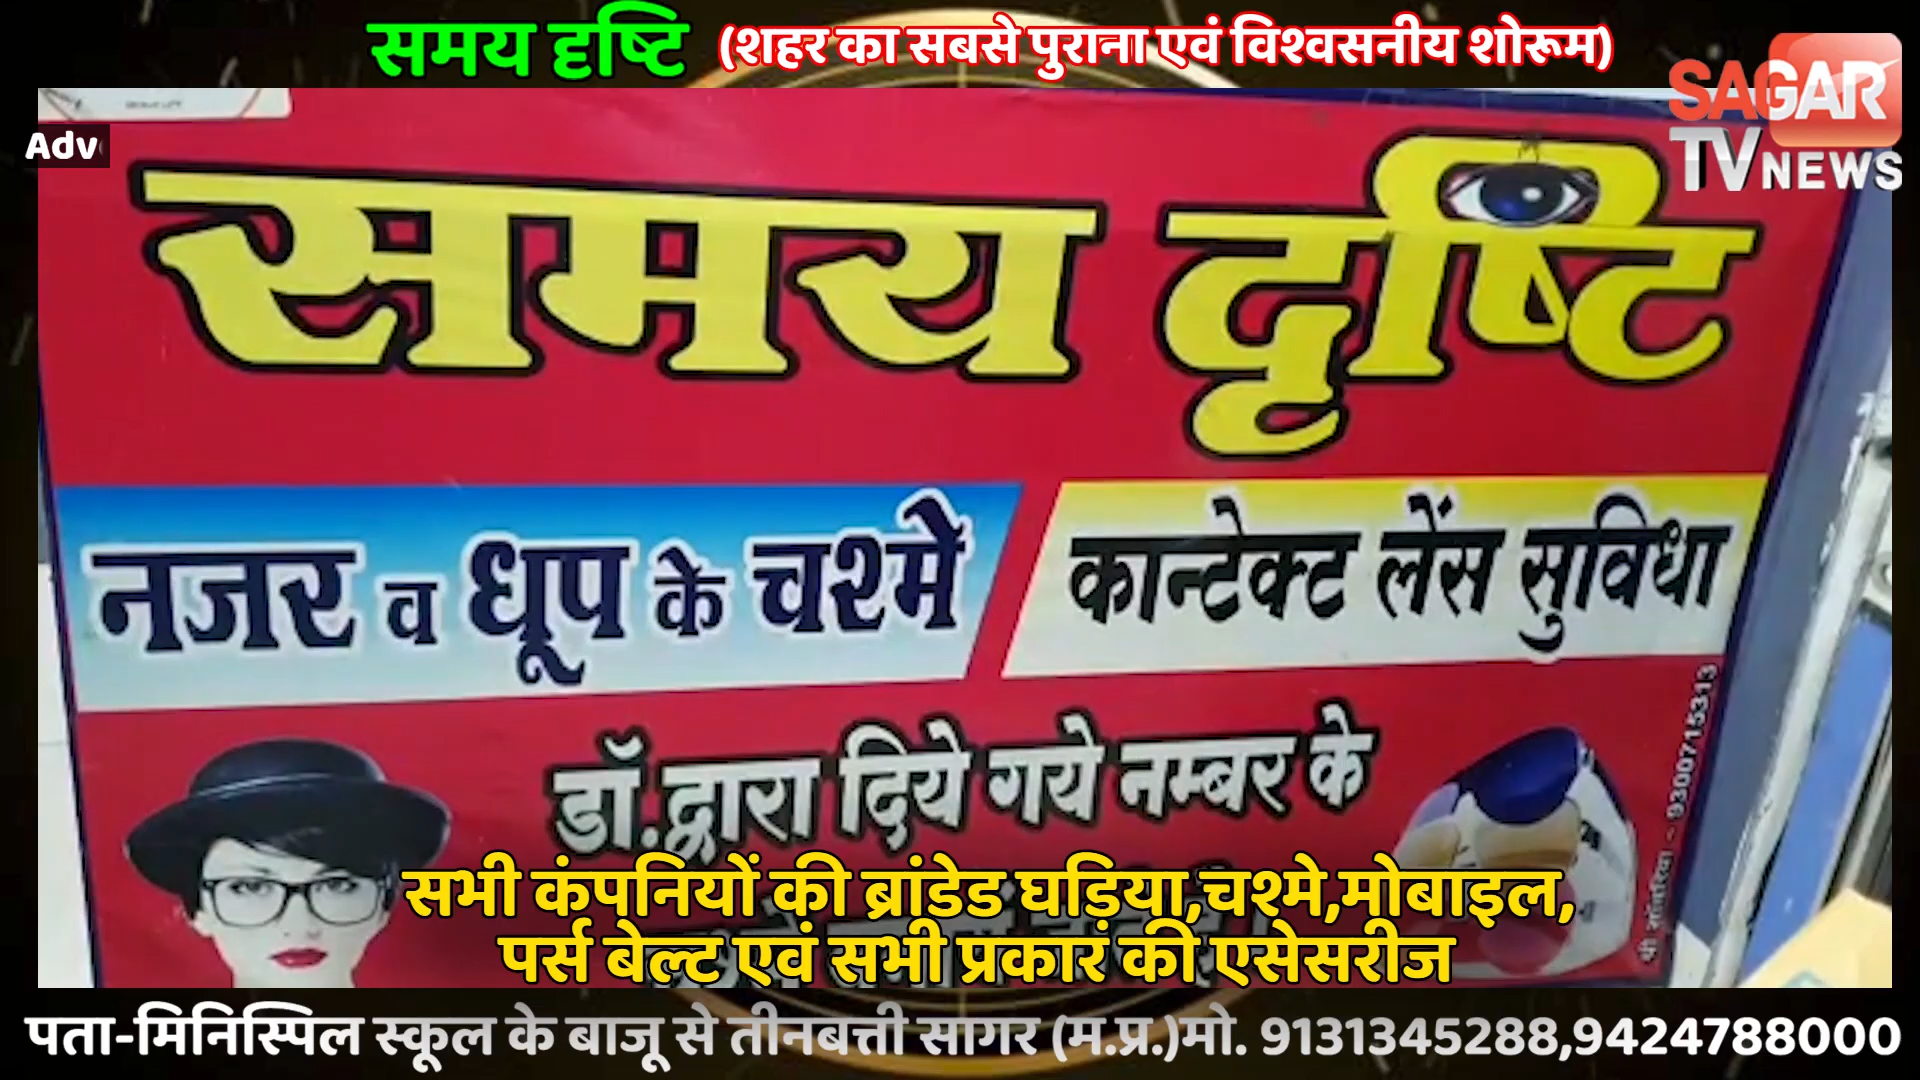 समय दृष्टि (शहर का सबसे पुराना एवं विश्वसनीय शोरूम)
SAGAR
TV NEWS
Adv
समय दृष्टि
नजर व धूप के चश्मे
कान्टेक्ट लेंस सुविधा
डॉ.द्वारा दिये गये नम्बर के
9300715313
सभी कंपनियों की ब्रांडेड घड़िया,चश्मे,मोबाइल,
पर्स बेल्ट एवं सभी प्रकार की एसेसरीज
पता-मिनिस्पिल स्कूल के बाजू से तीनबत्ती सागर (म.प्र.)मो. 9131345288,9424788000